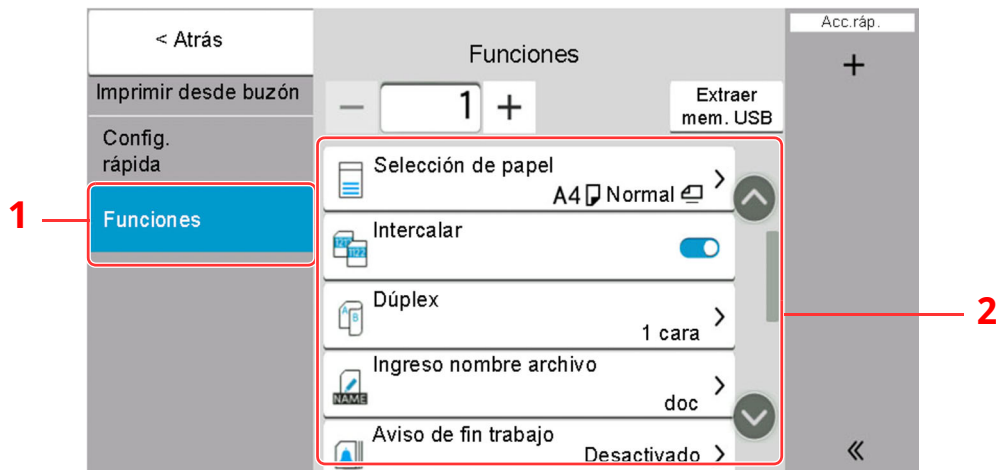 < Atrás
Imprimir desde buzón
Config.
rápida
Funciones
1
Funciones
1
Extraer
mem. USB
Selección de papel
A4 Normal
Intercalar
Dúplex
1 cara
Ingreso nombre archivo
doc
NAME
Aviso de fin trabajo
Desactivado
2
Acc.ráp.